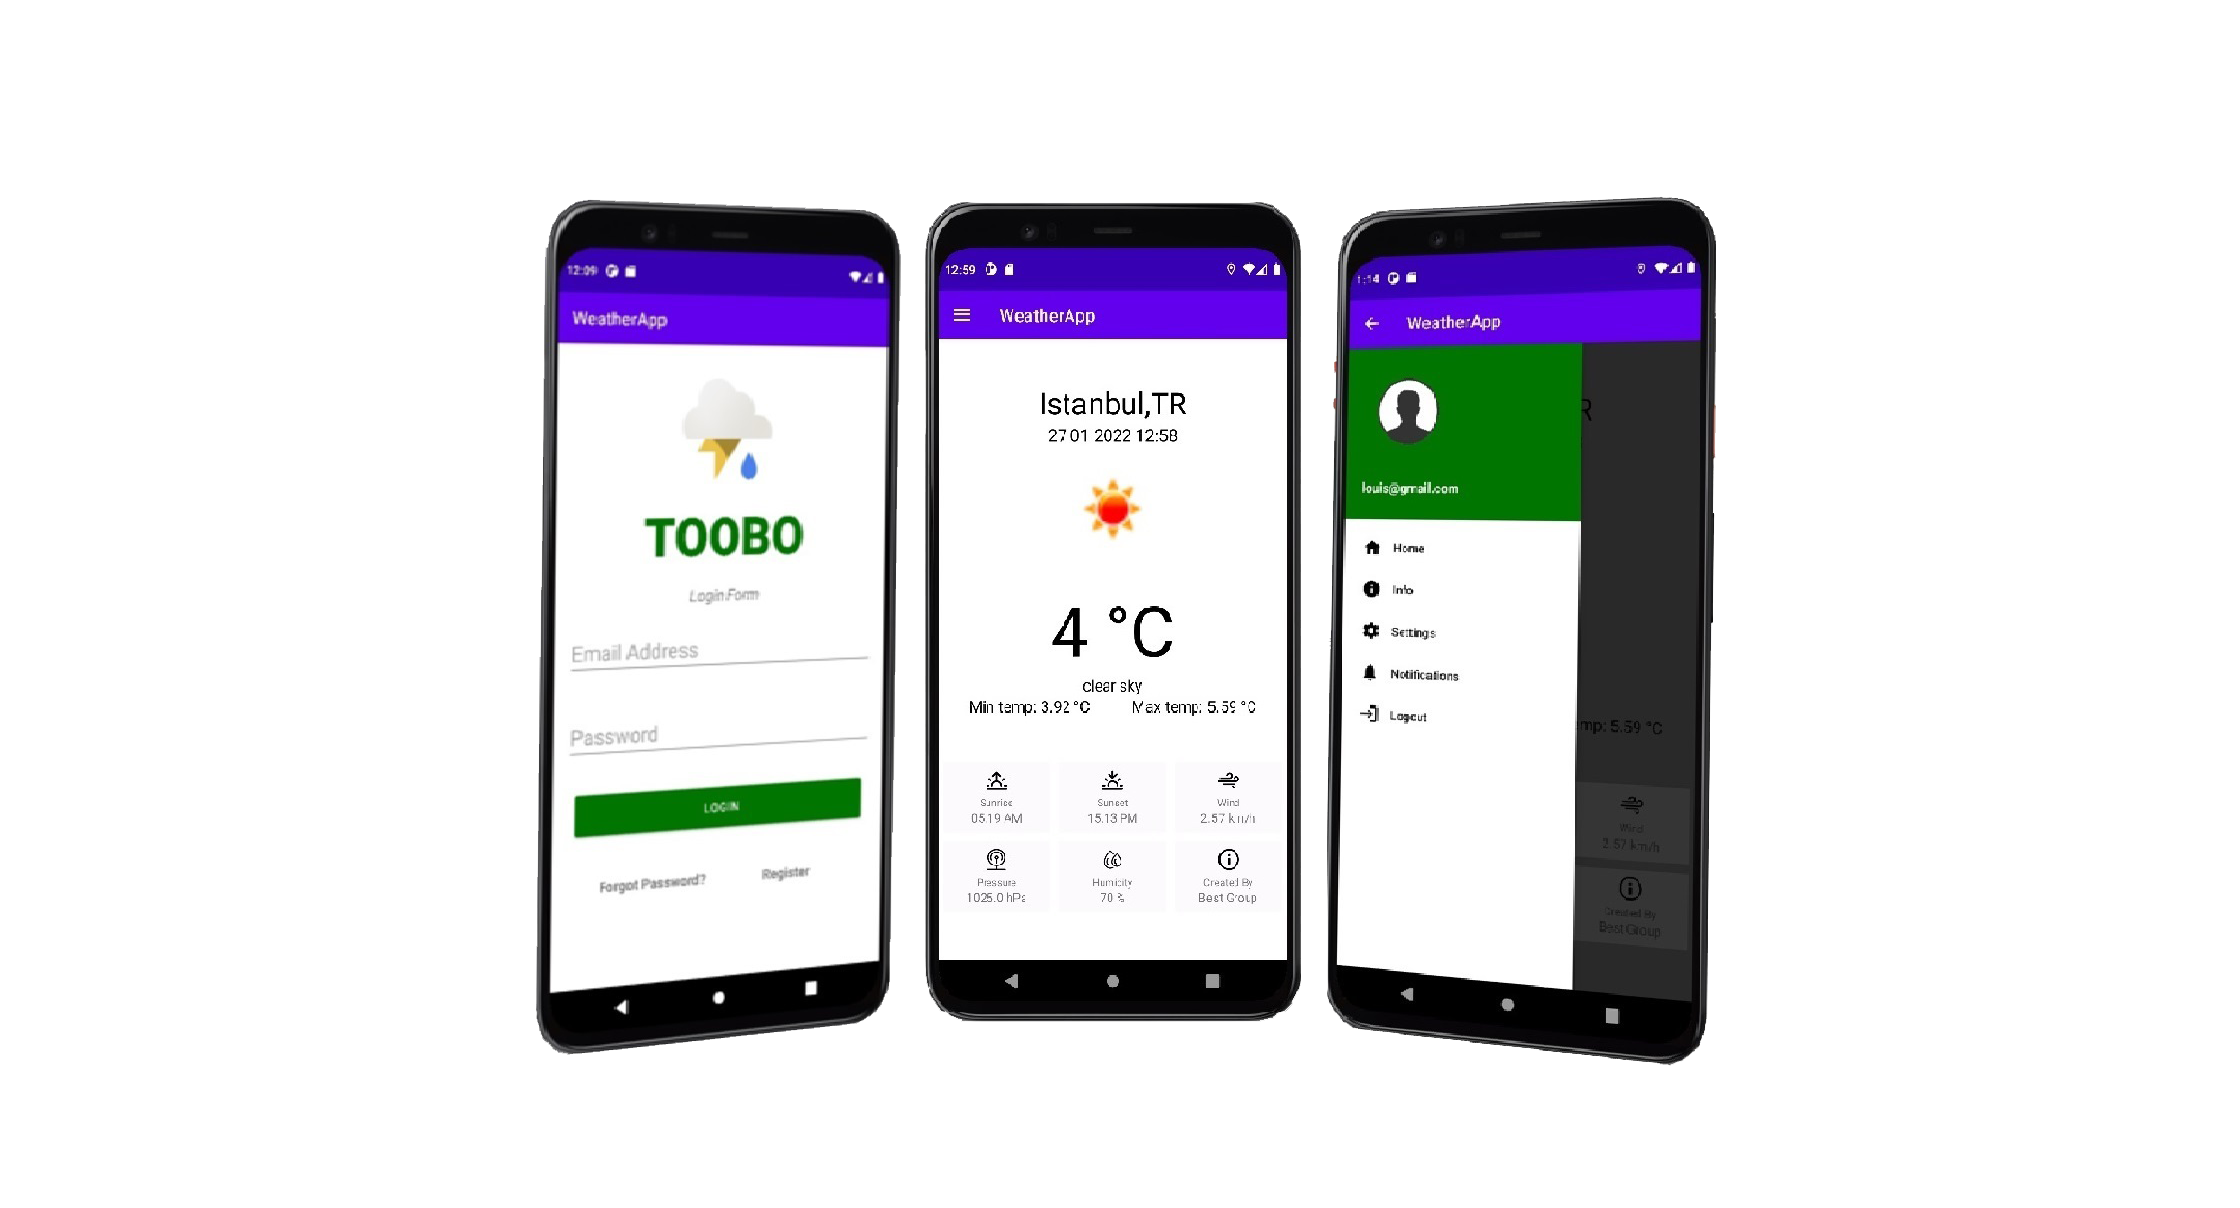 12:09
WeatherApp
TOOBO
Login Form
Email Address
Password
LOGIN
Forgot Password?
Register
12:59
WeatherApp
Istanbul,TR
27 01 2022 12:58
4 °C
clear sky
Min temp: 3.92 °C
Max temp: 5.59 °C
Sunrise
05.19 AM
Sunset
15.13 PM
Wind
2.57 km/h
Pressure
1025.0 hPa
Humidity
70 %
Created By
Best Group
1:14
WeatherApp
R
louis@gmail.com
Home
Info
Settings
Notifications
Logout
mp: 5.59 °C
Wind
2.57 km/h
Created By
Best Group